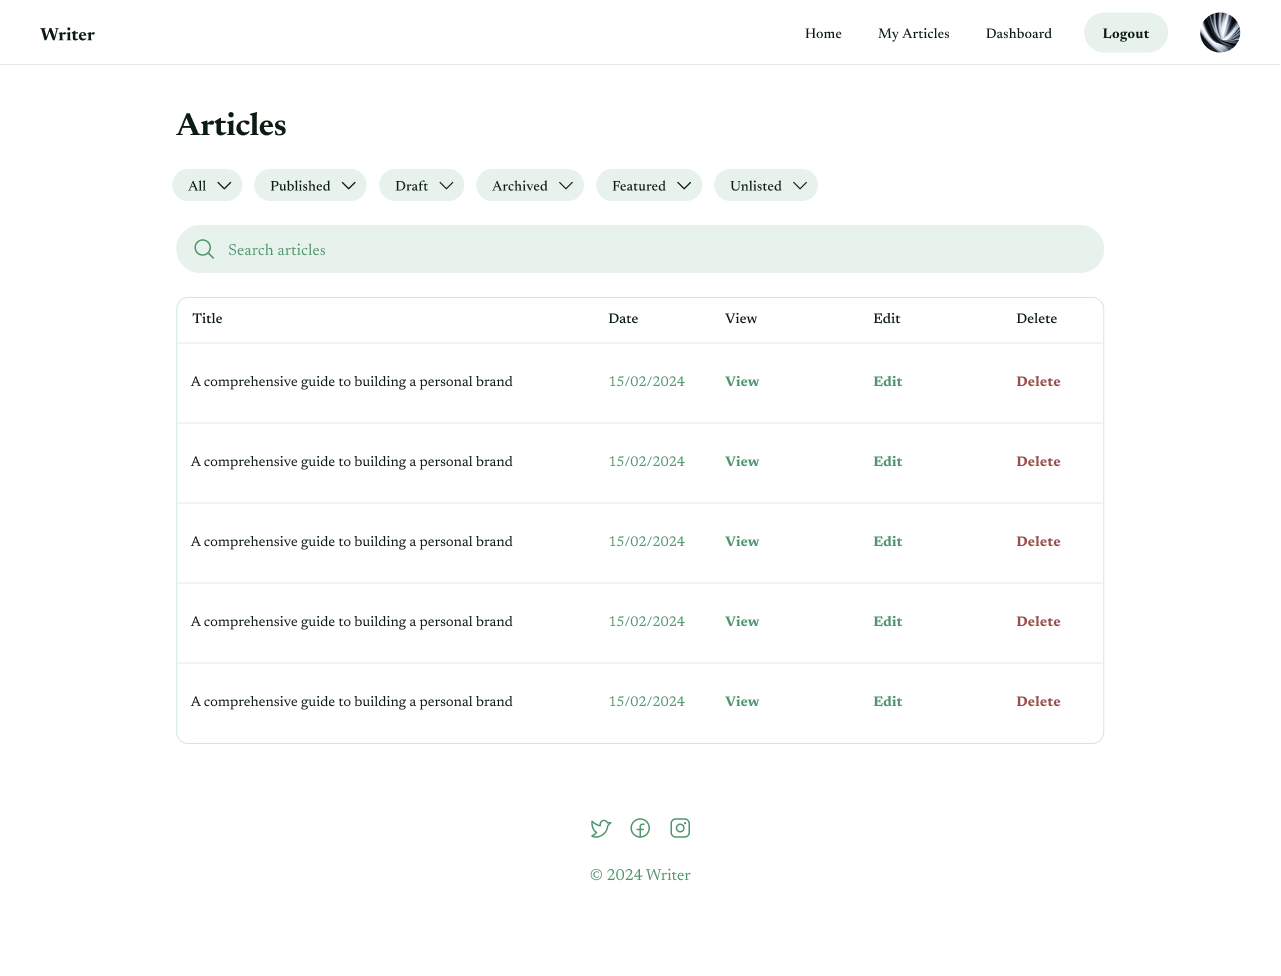 Writer Home My Articles Dashboard Logout
Articles
All Published Draft Archived Featured Unlisted
Search articles
Title Date View Edit Delete
A comprehensive guide to building a personal brand 15/02/2024 View Edit Delete
A comprehensive guide to building a personal brand 15/02/2024 View Edit Delete
A comprehensive guide to building a personal brand 15/02/2024 View Edit Delete
A comprehensive guide to building a personal brand 15/02/2024 View Edit Delete
A comprehensive guide to building a personal brand 15/02/2024 View Edit Delete
© 2024 Writer